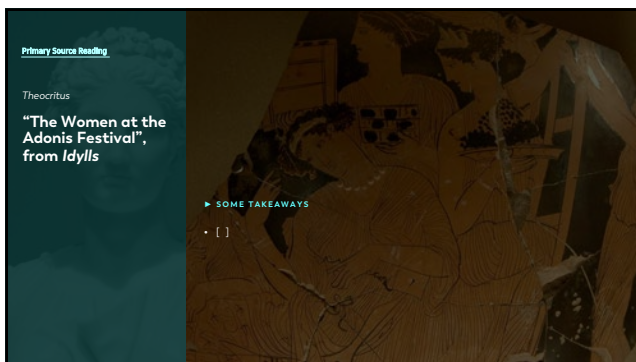 Primary Source Reading
Theocritus
“The Women at the
Adonis Festival”,
from Idylls
► SOME TAKEAWAYS
• [ ]